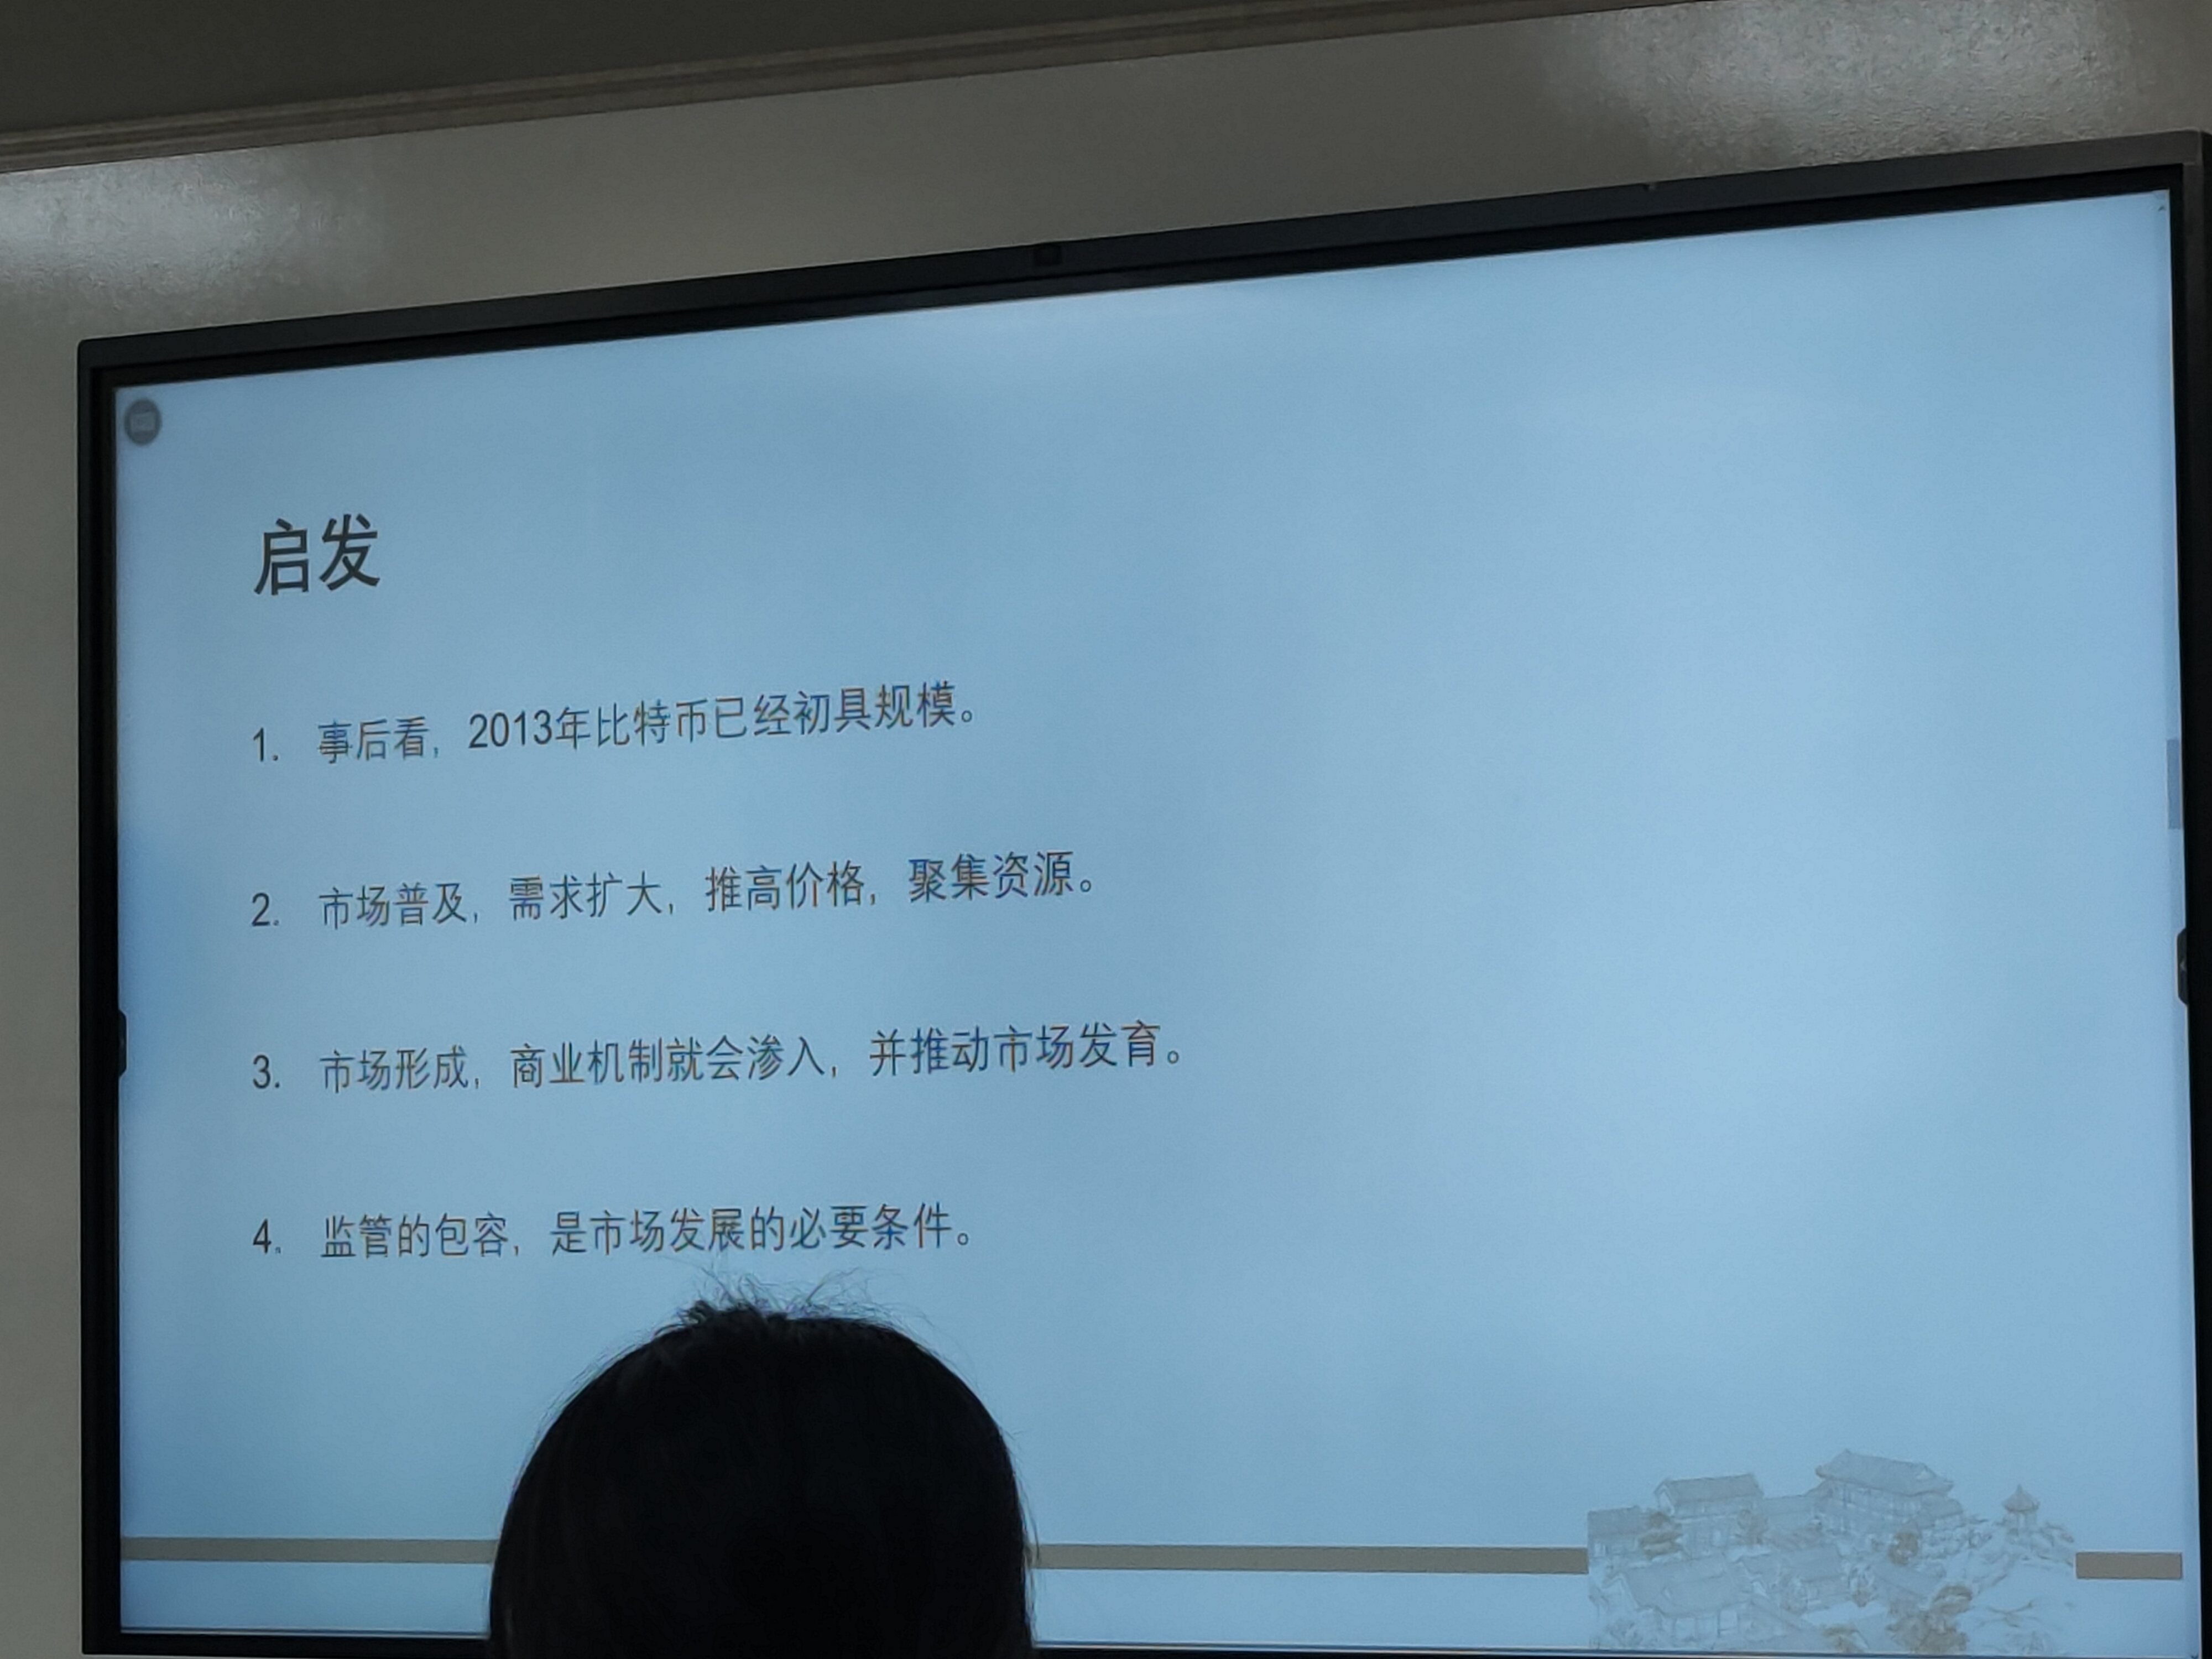 启发
1. 事后看，2013年比特币已经初具规模。
2. 市场普及，需求扩大，推高价格，聚集资源。
3. 市场形成，商业机制就会渗入，并推动市场发育。
4. 监管的包容，是市场发展的必要条件。